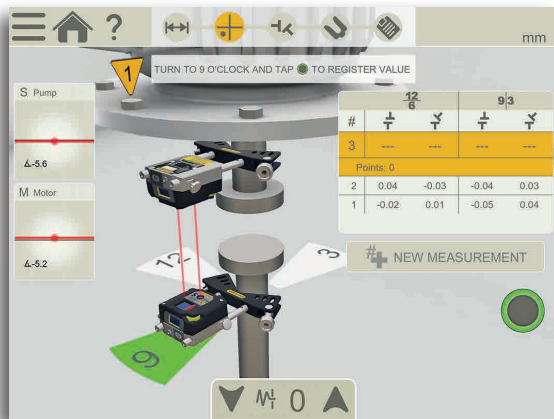 ?
mm
1
TURN TO 9 O'CLOCK AND TAP TO REGISTER VALUE
S Pump
∡-5.6
M Motor
∡-5.2
12
6
9 3
#
3 --- --- --- ---
Points: 0
2 0.04 -0.03 -0.04 0.03
1 -0.02 0.01 -0.05 0.04
# NEW MEASUREMENT
12
3
9
0